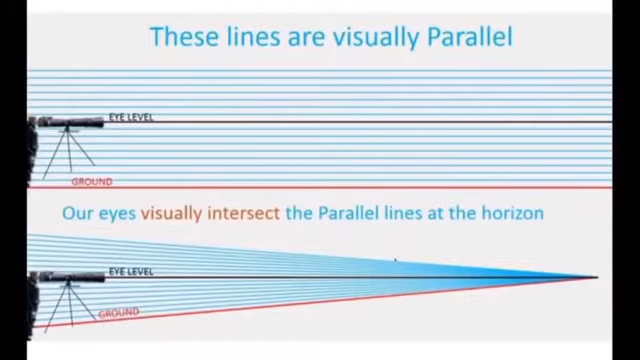 These lines are visually Parallel
EYE LEVEL
GROUND
Our eyes visually intersect the Parallel lines at the horizon
EYE LEVEL
GROUND